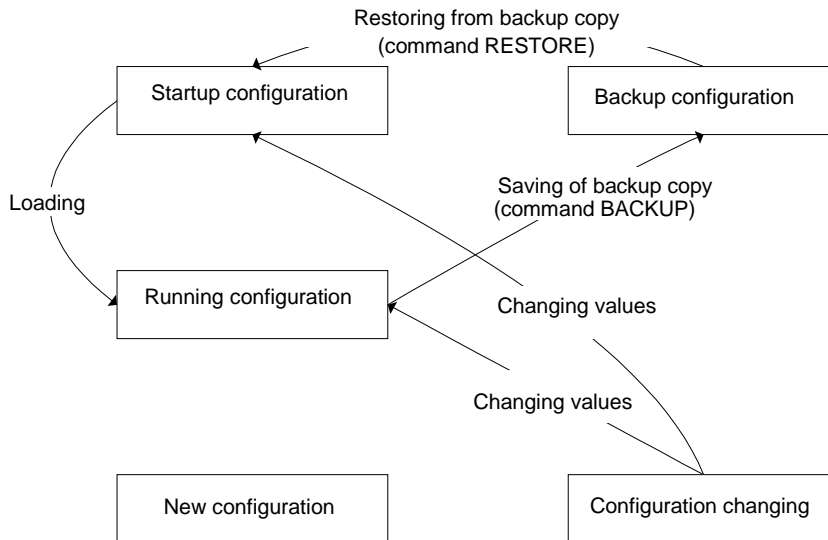 Restoring from backup copy
(command RESTORE)
Startup configuration
Backup configuration
Loading
Saving of backup copy
(command BACKUP)
Running configuration
Changing values
Changing values
New configuration
Configuration changing